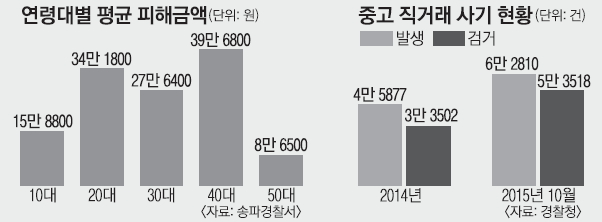 연령대별 평균 피해금액(단위: 원)
39만 6800
34만 1800
27만 6400
15만 8800
8만 6500
10대 20대 30대 40대 50대
〈자료: 송파경찰서〉
중고 직거래 사기 현황(단위: 건)
발생 검거
6만 2810
5만 3518
4만 5877
3만 3502
2014년 2015년 10월
〈자료: 경찰청〉